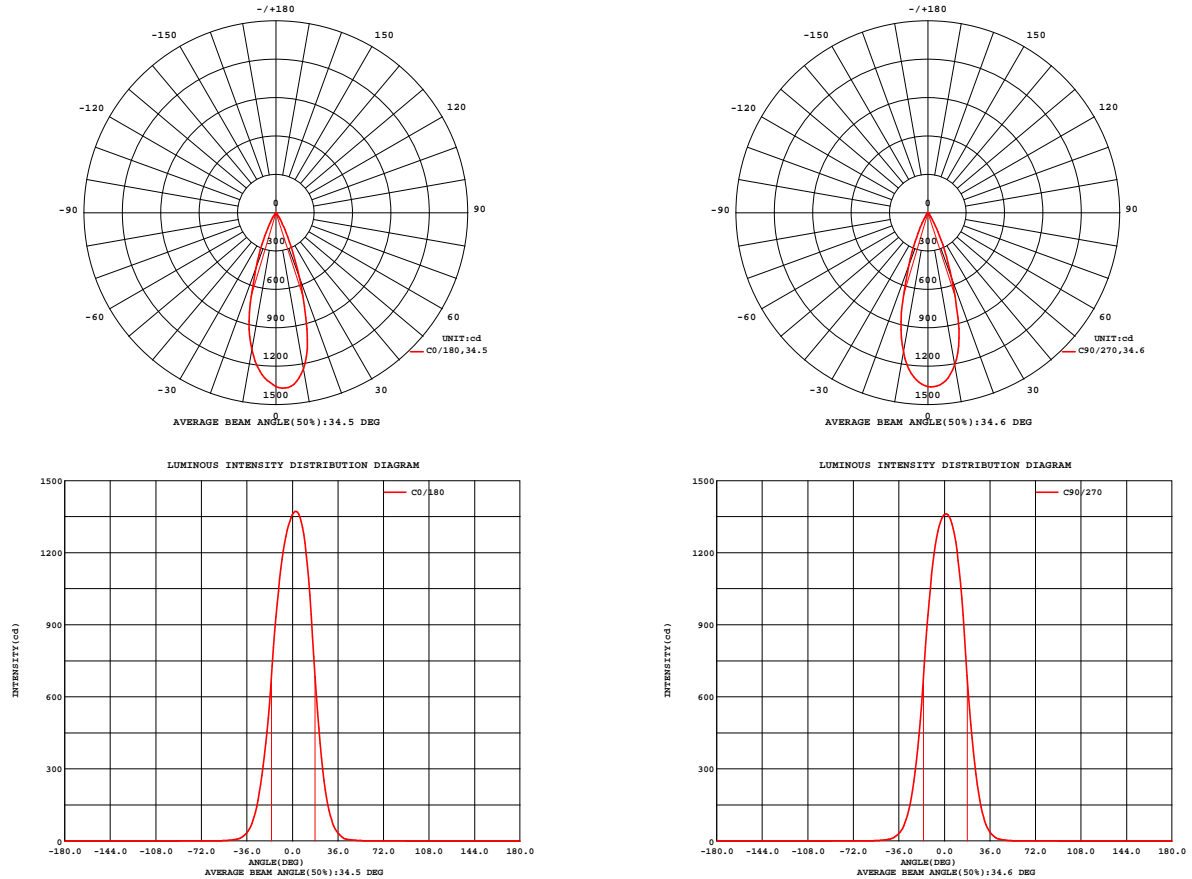 -/+180
-150 150
-120 120
-90 90
-60 60
-30 30
0
0
300
600
900
1200
1500
UNIT:cd
C0/180,34.5
AVERAGE BEAM ANGLE(50%):34.5 DEG
-/+180
-150 150
-120 120
-90 90
-60 60
-30 30
0
0
300
600
900
1200
1500
UNIT:cd
C90/270,34.6
AVERAGE BEAM ANGLE(50%):34.6 DEG
LUMINOUS INTENSITY DISTRIBUTION DIAGRAM
C0/180
INTENSITY(cd)
1500
1200
900
600
300
0
-180.0 -144.0 -108.0 -72.0 -36.0 0.0 36.0 72.0 108.0 144.0 180.0
ANGLE(DEG)
AVERAGE BEAM ANGLE(50%):34.5 DEG
LUMINOUS INTENSITY DISTRIBUTION DIAGRAM
C90/270
INTENSITY(cd)
1500
1200
900
600
300
0
-180.0 -144.0 -108.0 -72.0 -36.0 0.0 36.0 72.0 108.0 144.0 180.0
ANGLE(DEG)
AVERAGE BEAM ANGLE(50%):34.6 DEG